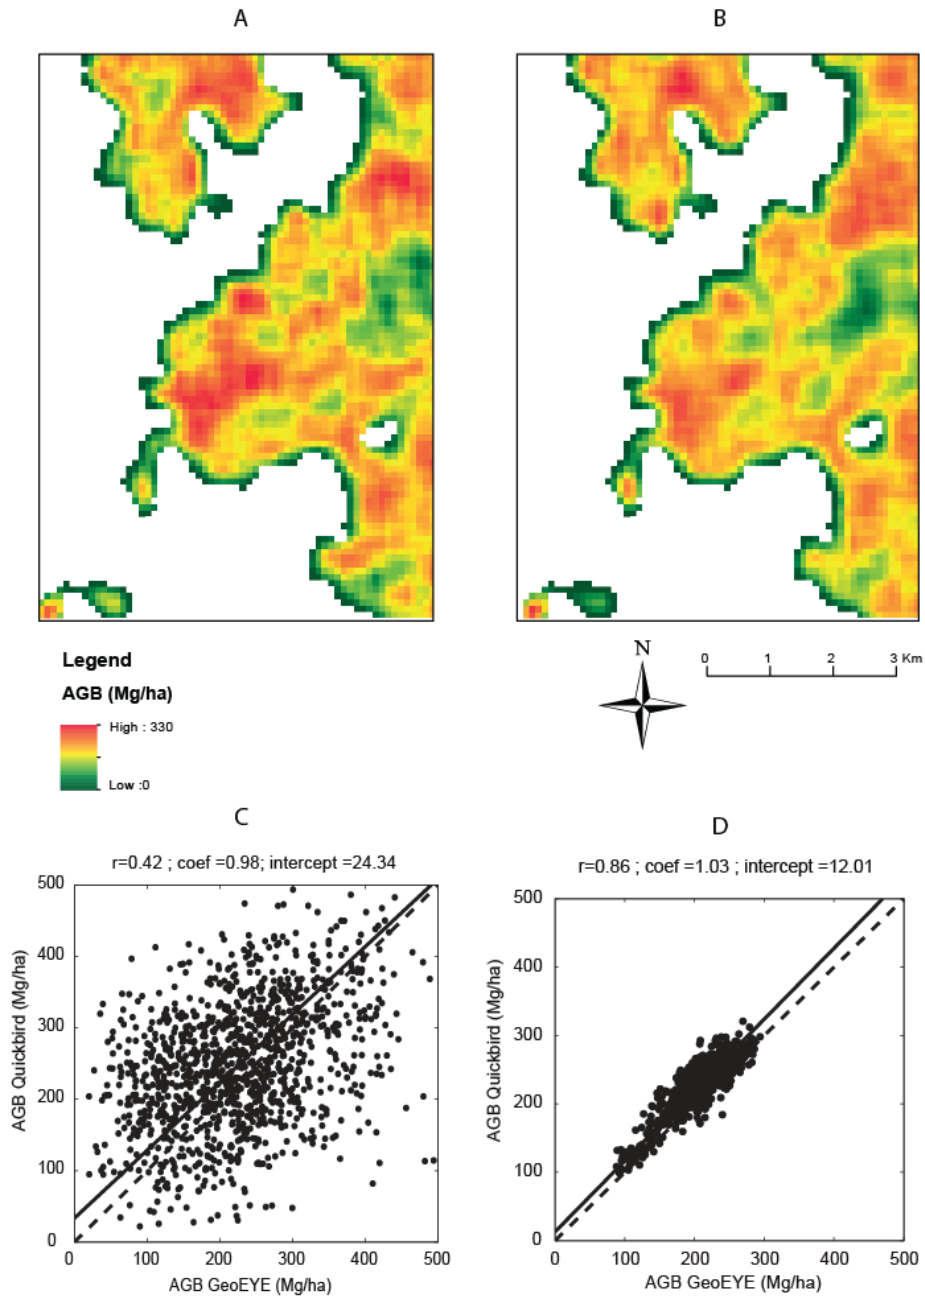 A
B
Legend
AGB (Mg/ha)
High : 330
Low :0
N
0 1 2 3 Km
C
r=0.42 ; coef =0.98; intercept =24.34
500
400
300
200
100
0
AGB Quickbird (Mg/ha)
100 200 300 400 500
AGB GeoEYE (Mg/ha)
D
r=0.86 ; coef =1.03 ; intercept =12.01
500
400
300
200
100
0
AGB Quickbird (Mg/ha)
0 100 200 300 400 500
AGB GeoEYE (Mg/ha)